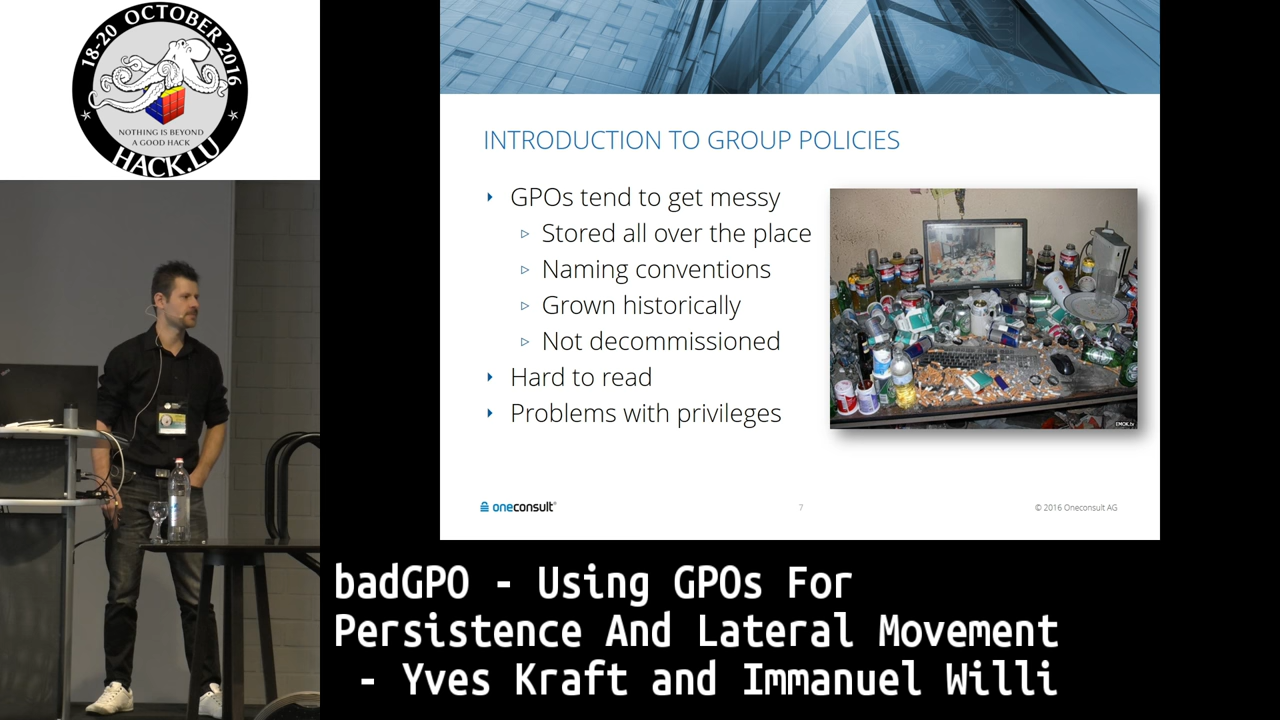 18-20 OCTOBER 2016
NOTHING IS BEYOND
A GOOD HACK
HACK.LU
INTRODUCTION TO GROUP POLICIES
GPOs tend to get messy
Stored all over the place
Naming conventions
Grown historically
Not decommissioned
Hard to read
Problems with privileges
oneconsult
7
© 2016 Oneconsult AG
badGPO - Using GPOs For
Persistence And Lateral Movement
- Yves Kraft and Immanuel Willi